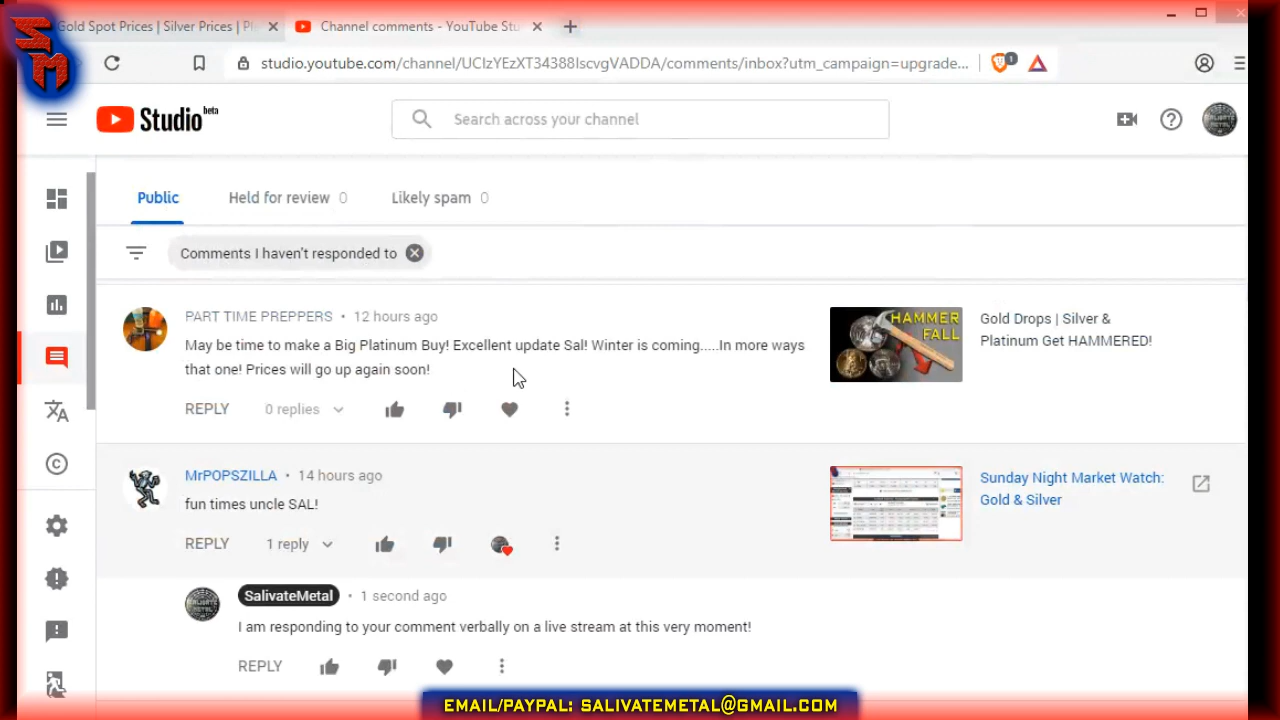 SM
Gold Spot Prices | Silver Prices | Pl
Channel comments - YouTube Stu
studio.youtube.com/channel/UCIzYEzXT34388IscvgVADDA/comments/inbox?utm_campaign=upgrade...
1
Studio beta
Search across your channel
Public
Held for review 0
Likely spam 0
Comments I haven't responded to
PART TIME PREPPERS • 12 hours ago
May be time to make a Big Platinum Buy! Excellent update Sal! Winter is coming.....In more ways
that one! Prices will go up again soon!
REPLY
0 replies
HAMMER
FALL
Gold Drops | Silver &
Platinum Get HAMMERED!
MrPOPSZILLA • 14 hours ago
fun times uncle SAL!
REPLY
1 reply
Sunday Night Market Watch:
Gold & Silver
SalivateMetal • 1 second ago
I am responding to your comment verbally on a live stream at this very moment!
REPLY
EMAIL/PAYPAL: SALIVATEMETAL@GMAIL.COM